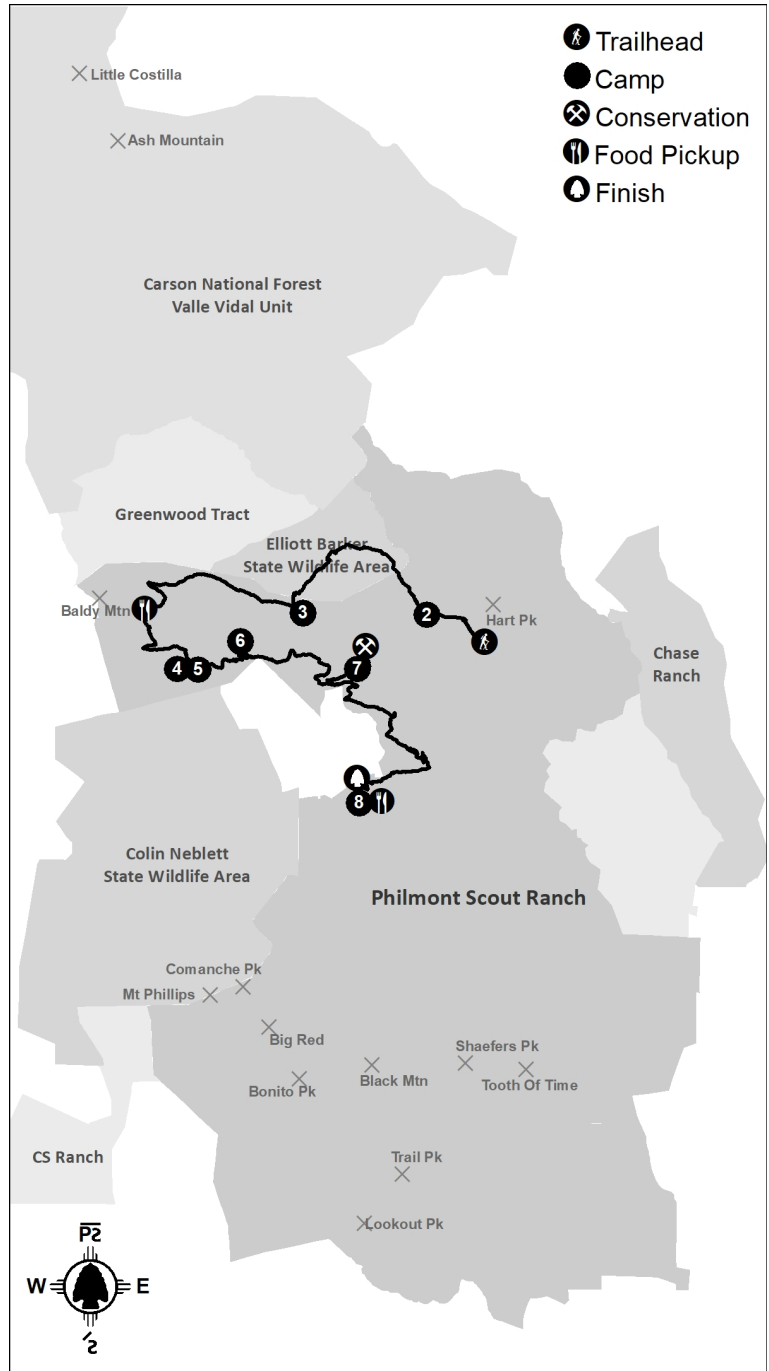 Trailhead
Camp
Conservation
Food Pickup
Finish
Little Costilla
Ash Mountain
Carson National Forest
Valle Vidal Unit
Greenwood Tract
Elliott Barker
State Wildlife Area
Baldy Mtn
3
2
Hart Pk
6
4
5
7
Chase
Ranch
8
Colin Neblett
State Wildlife Area
Philmont Scout Ranch
Comanche Pk
Mt Phillips
Big Red
Shaefers Pk
Black Mtn
Tooth Of Time
Bonito Pk
CS Ranch
Trail Pk
Lookout Pk
W
E